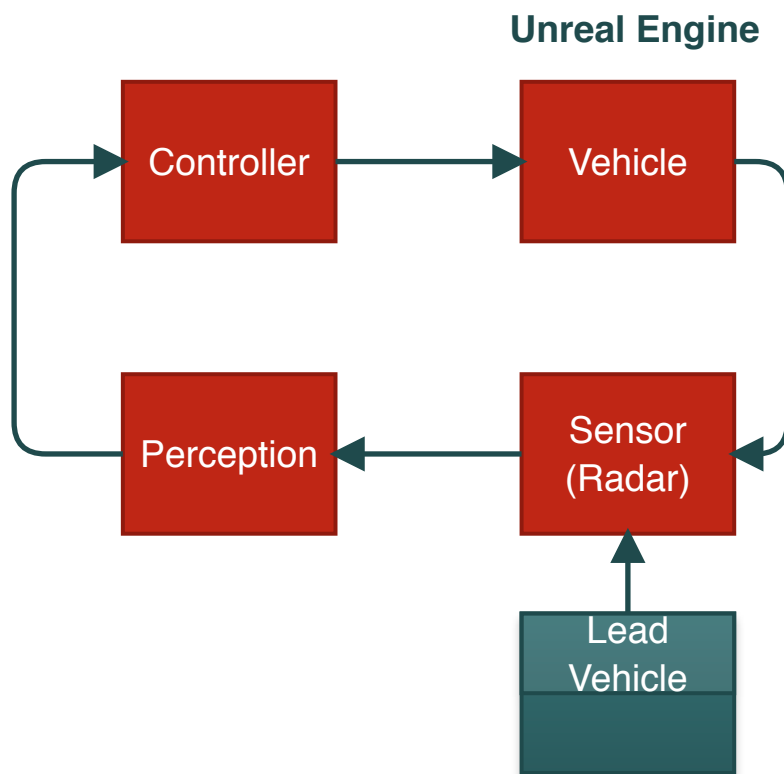 Unreal Engine
Controller
Vehicle
Perception
Sensor
(Radar)
Lead
Vehicle